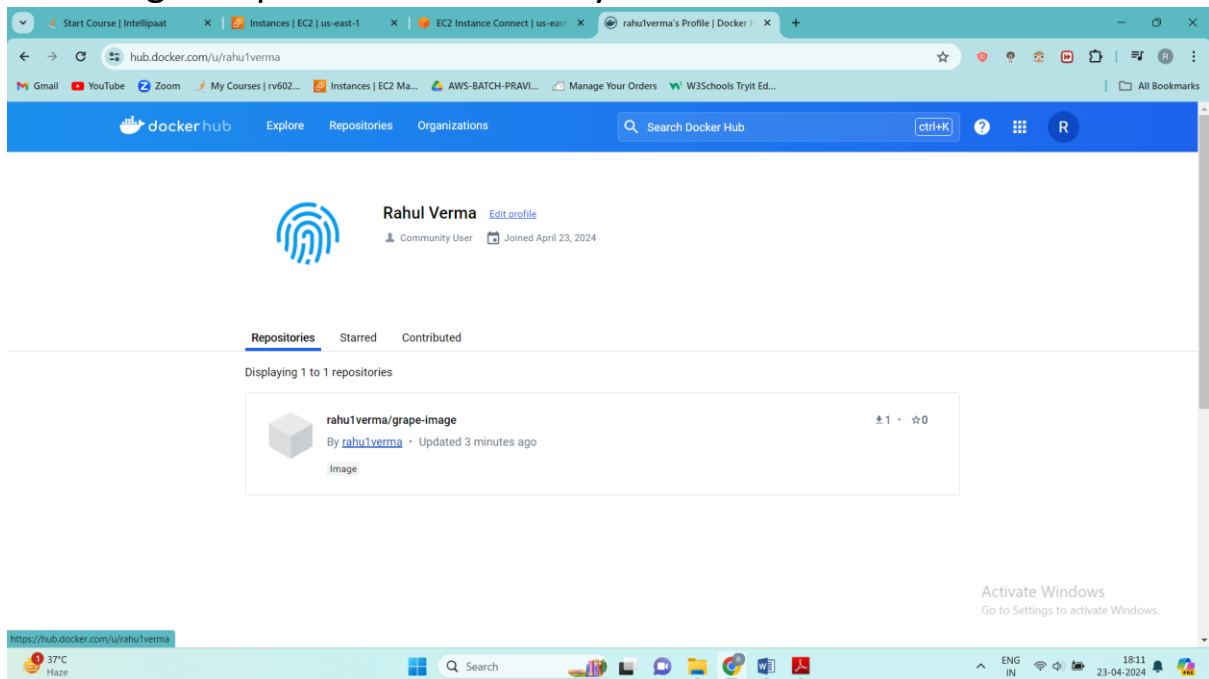 Start Course | Intellipaat
Instances | EC2 | us-east-1
EC2 Instance Connect | us-eas
rahu1verma's Profile | Docker H
hub.docker.com/u/rahu1verma
Gmail YouTube Zoom My Courses | rv602... Instances | EC2 Ma... AWS-BATCH-PRAVI... Manage Your Orders W3Schools Tryit Ed... All Bookmarks
dockerhub Explore Repositories Organizations Search Docker Hub ctrl+K ? R
Rahul Verma Edit profile
Community User Joined April 23, 2024
Repositories Starred Contributed
Displaying 1 to 1 repositories
rahu1verma/grape-image 1 · ☆0
By rahu1verma · Updated 3 minutes ago
Image
Activate Windows
Go to Settings to activate Windows.
https://hub.docker.com/u/rahu1verma
1 37°C
Haze
Search
ENG
IN
18:11
23-04-2024